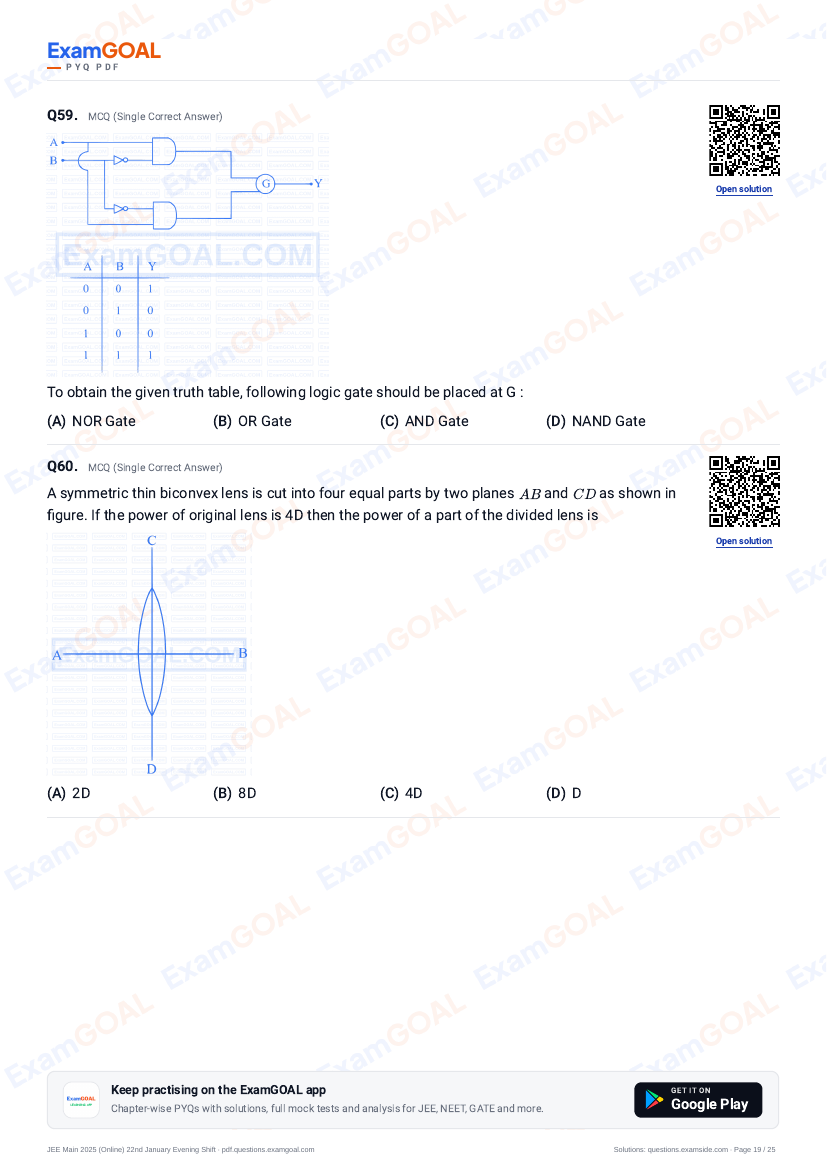 ExamGOAL
PYQ PDF
Q59. MCQ (Single Correct Answer)
Open solution
A
B
G
Y
ExamGOAL.COM
A B Y
0 0 1
0 1 0
1 0 0
1 1 1
To obtain the given truth table, following logic gate should be placed at G :
(A) NOR Gate (B) OR Gate (C) AND Gate (D) NAND Gate
Q60. MCQ (Single Correct Answer)
A symmetric thin biconvex lens is cut into four equal parts by two planes AB and CD as shown in
figure. If the power of original lens is 4D then the power of a part of the divided lens is
Open solution
C
A ExamGOAL.COM B
D
(A) 2D (B) 8D (C) 4D (D) D
ExamGOAL
Keep practising on the ExamGOAL app
Chapter-wise PYQs with solutions, full mock tests and analysis for JEE, NEET, GATE and more.
GET IT ON
Google Play
JEE Main 2025 (Online) 22nd January Evening Shift · pdf.questions.examgoal.com
Solutions: questions.examside.com · Page 19 / 25